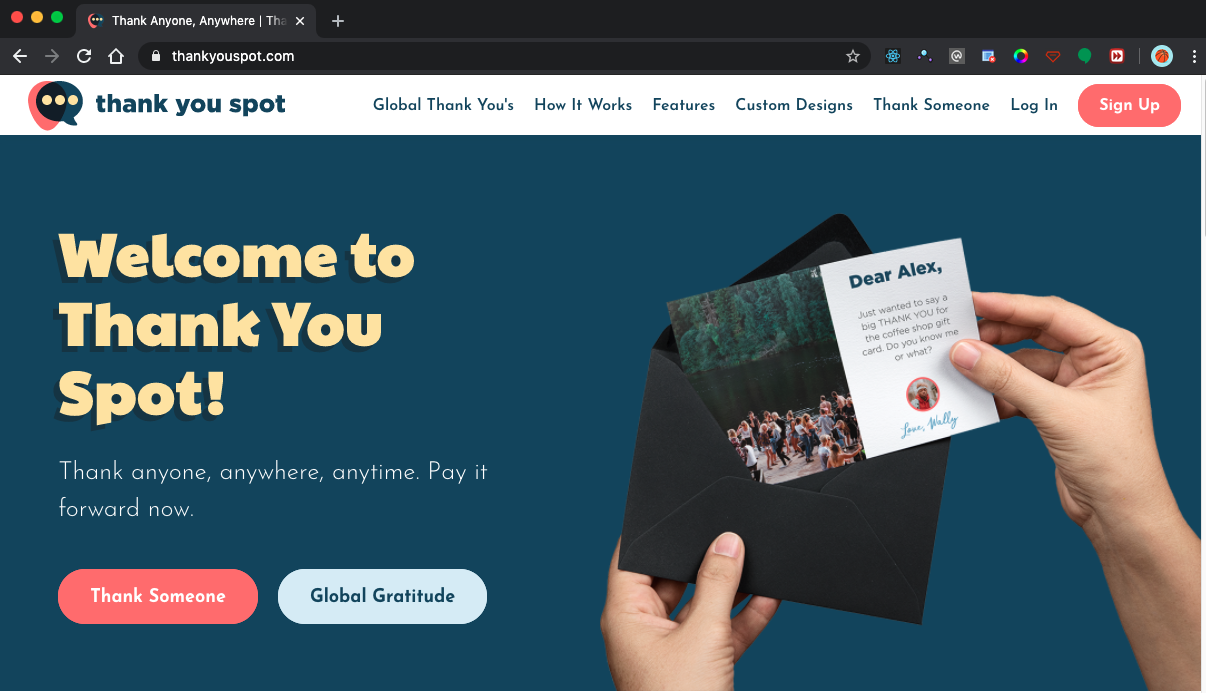 Thank Anyone, Anywhere | Tha
thankyouspot.com
thank you spot
Global Thank You's
How It Works
Features
Custom Designs
Thank Someone
Log In
Sign Up
Welcome to
Thank You
Spot!
Thank anyone, anywhere, anytime. Pay it
forward now.
Thank Someone
Global Gratitude
Dear Alex,
Just wanted to say a
big THANK YOU for
the coffee shop gift
card. Do you know me
or what?
Love, Wally